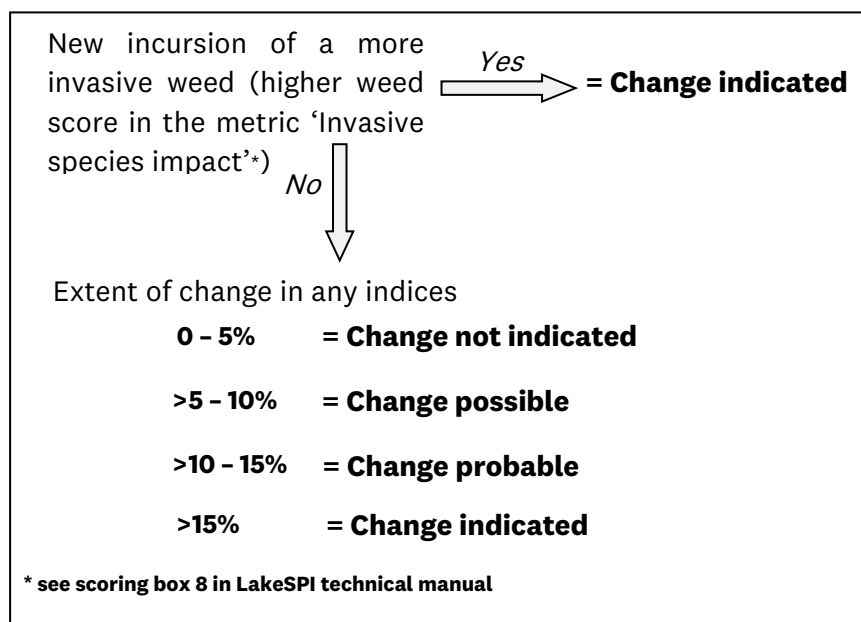 New incursion of a more
invasive weed (higher weed
score in the metric ‘Invasive
species impact’*)
Yes
= Change indicated
No
Extent of change in any indices
0 – 5% = Change not indicated
>5 – 10% = Change possible
>10 – 15% = Change probable
>15% = Change indicated
* see scoring box 8 in LakeSPI technical manual